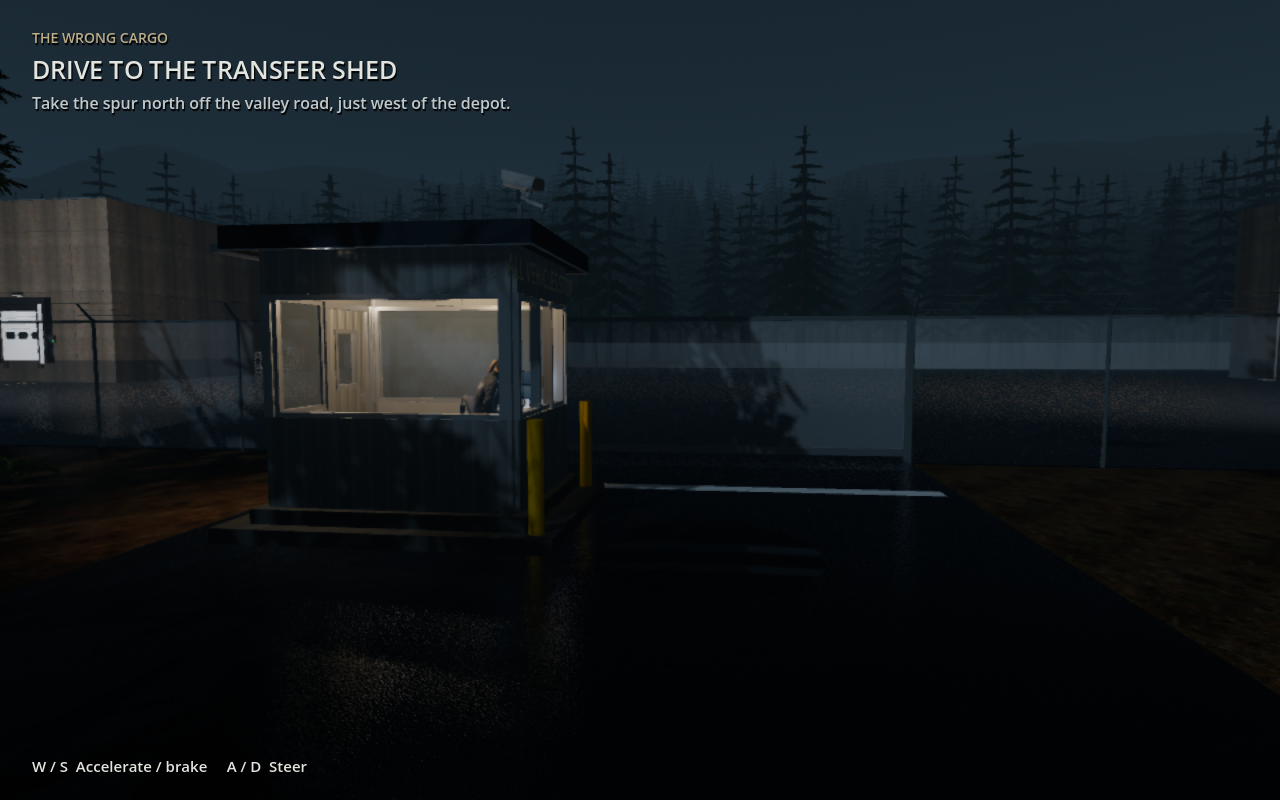 THE WRONG CARGO
DRIVE TO THE TRANSFER SHED
Take the spur north off the valley road, just west of the depot.
W / S Accelerate / brake A / D Steer